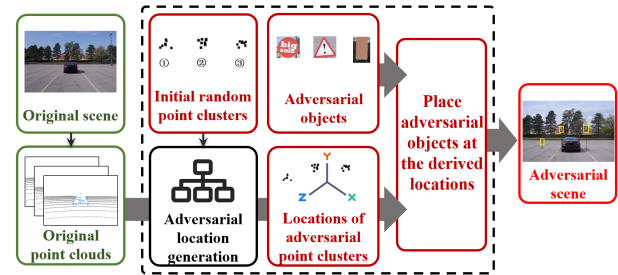 Original scene
① ② ③
Initial random
point clusters
big
sale
Adversarial
objects
Place
adversarial
objects at
the derived
locations
Adversarial
scene
Original
point clouds
Adversarial
location
generation
Y
Z X
Locations of
adversarial
point clusters